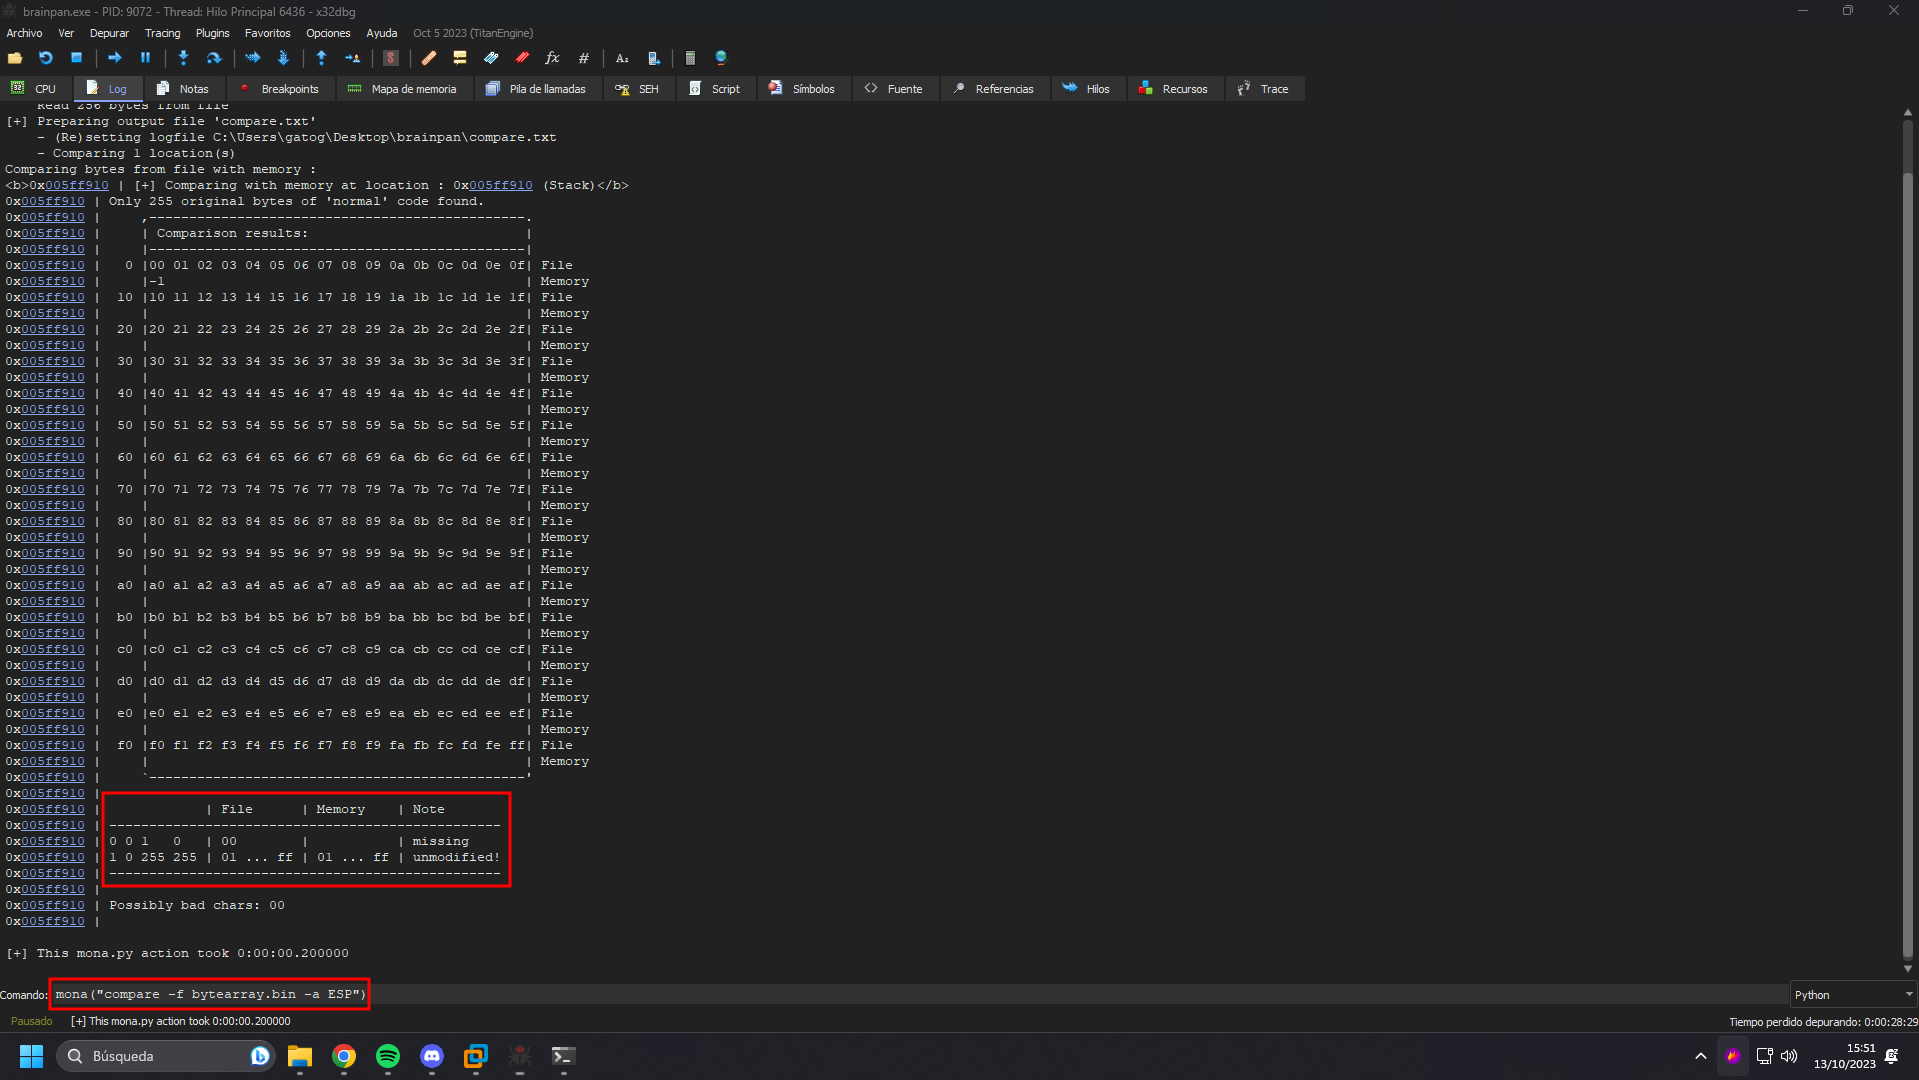 brainpan.exe - PID: 9072 - Thread: Hilo Principal 6436 - x32dbg
Archivo Ver Depurar Tracing Plugins Favoritos Opciones Ayuda Oct 5 2023 (TitanEngine)
CPU Log Notas Breakpoints Mapa de memoria Pila de llamadas SEH Script Símbolos Fuente Referencias Hilos Recursos Trace
Read 256 bytes from file
[+] Preparing output file 'compare.txt'
- (Re)setting logfile C:\Users\gatog\Desktop\brainpan\compare.txt
- Comparing 1 location(s)
Comparing bytes from file with memory :
<b>0x005ff910 | [+] Comparing with memory at location : 0x005ff910 (Stack)</b>
0x005ff910 | Only 255 original bytes of 'normal' code found.
0x005ff910 |     ,-----------------------------------------------.
0x005ff910 |     | Comparison results:                           |
0x005ff910 |     |-----------------------------------------------|
0x005ff910 |   0 |00 01 02 03 04 05 06 07 08 09 0a 0b 0c 0d 0e 0f| File
0x005ff910 |     |-1                                             | Memory
0x005ff910 |  10 |10 11 12 13 14 15 16 17 18 19 1a 1b 1c 1d 1e 1f| File
0x005ff910 |     |                                               | Memory
0x005ff910 |  20 |20 21 22 23 24 25 26 27 28 29 2a 2b 2c 2d 2e 2f| File
0x005ff910 |     |                                               | Memory
0x005ff910 |  30 |30 31 32 33 34 35 36 37 38 39 3a 3b 3c 3d 3e 3f| File
0x005ff910 |     |                                               | Memory
0x005ff910 |  40 |40 41 42 43 44 45 46 47 48 49 4a 4b 4c 4d 4e 4f| File
0x005ff910 |     |                                               | Memory
0x005ff910 |  50 |50 51 52 53 54 55 56 57 58 59 5a 5b 5c 5d 5e 5f| File
0x005ff910 |     |                                               | Memory
0x005ff910 |  60 |60 61 62 63 64 65 66 67 68 69 6a 6b 6c 6d 6e 6f| File
0x005ff910 |     |                                               | Memory
0x005ff910 |  70 |70 71 72 73 74 75 76 77 78 79 7a 7b 7c 7d 7e 7f| File
0x005ff910 |     |                                               | Memory
0x005ff910 |  80 |80 81 82 83 84 85 86 87 88 89 8a 8b 8c 8d 8e 8f| File
0x005ff910 |     |                                               | Memory
0x005ff910 |  90 |90 91 92 93 94 95 96 97 98 99 9a 9b 9c 9d 9e 9f| File
0x005ff910 |     |                                               | Memory
0x005ff910 |  a0 |a0 a1 a2 a3 a4 a5 a6 a7 a8 a9 aa ab ac ad ae af| File
0x005ff910 |     |                                               | Memory
0x005ff910 |  b0 |b0 b1 b2 b3 b4 b5 b6 b7 b8 b9 ba bb bc bd be bf| File
0x005ff910 |     |                                               | Memory
0x005ff910 |  c0 |c0 c1 c2 c3 c4 c5 c6 c7 c8 c9 ca cb cc cd ce cf| File
0x005ff910 |     |                                               | Memory
0x005ff910 |  d0 |d0 d1 d2 d3 d4 d5 d6 d7 d8 d9 da db dc dd de df| File
0x005ff910 |     |                                               | Memory
0x005ff910 |  e0 |e0 e1 e2 e3 e4 e5 e6 e7 e8 e9 ea eb ec ed ee ef| File
0x005ff910 |     |                                               | Memory
0x005ff910 |  f0 |f0 f1 f2 f3 f4 f5 f6 f7 f8 f9 fa fb fc fd fe ff| File
0x005ff910 |     |                                               | Memory
0x005ff910 |     `-----------------------------------------------'
0x005ff910 |
0x005ff910 |             | File      | Memory    | Note
0x005ff910 | -------------------------------------------------
0x005ff910 | 0 0 1   0   | 00        |           | missing
0x005ff910 | 1 0 255 255 | 01 ... ff | 01 ... ff | unmodified!
0x005ff910 | -------------------------------------------------
0x005ff910 |
0x005ff910 | Possibly bad chars: 00
0x005ff910 |
[+] This mona.py action took 0:00:00.200000
Comando: mona("compare -f bytearray.bin -a ESP") Python
Pausado [+] This mona.py action took 0:00:00.200000 Tiempo perdido depurando: 0:00:28:29
Búsqueda
15:51
13/10/2023